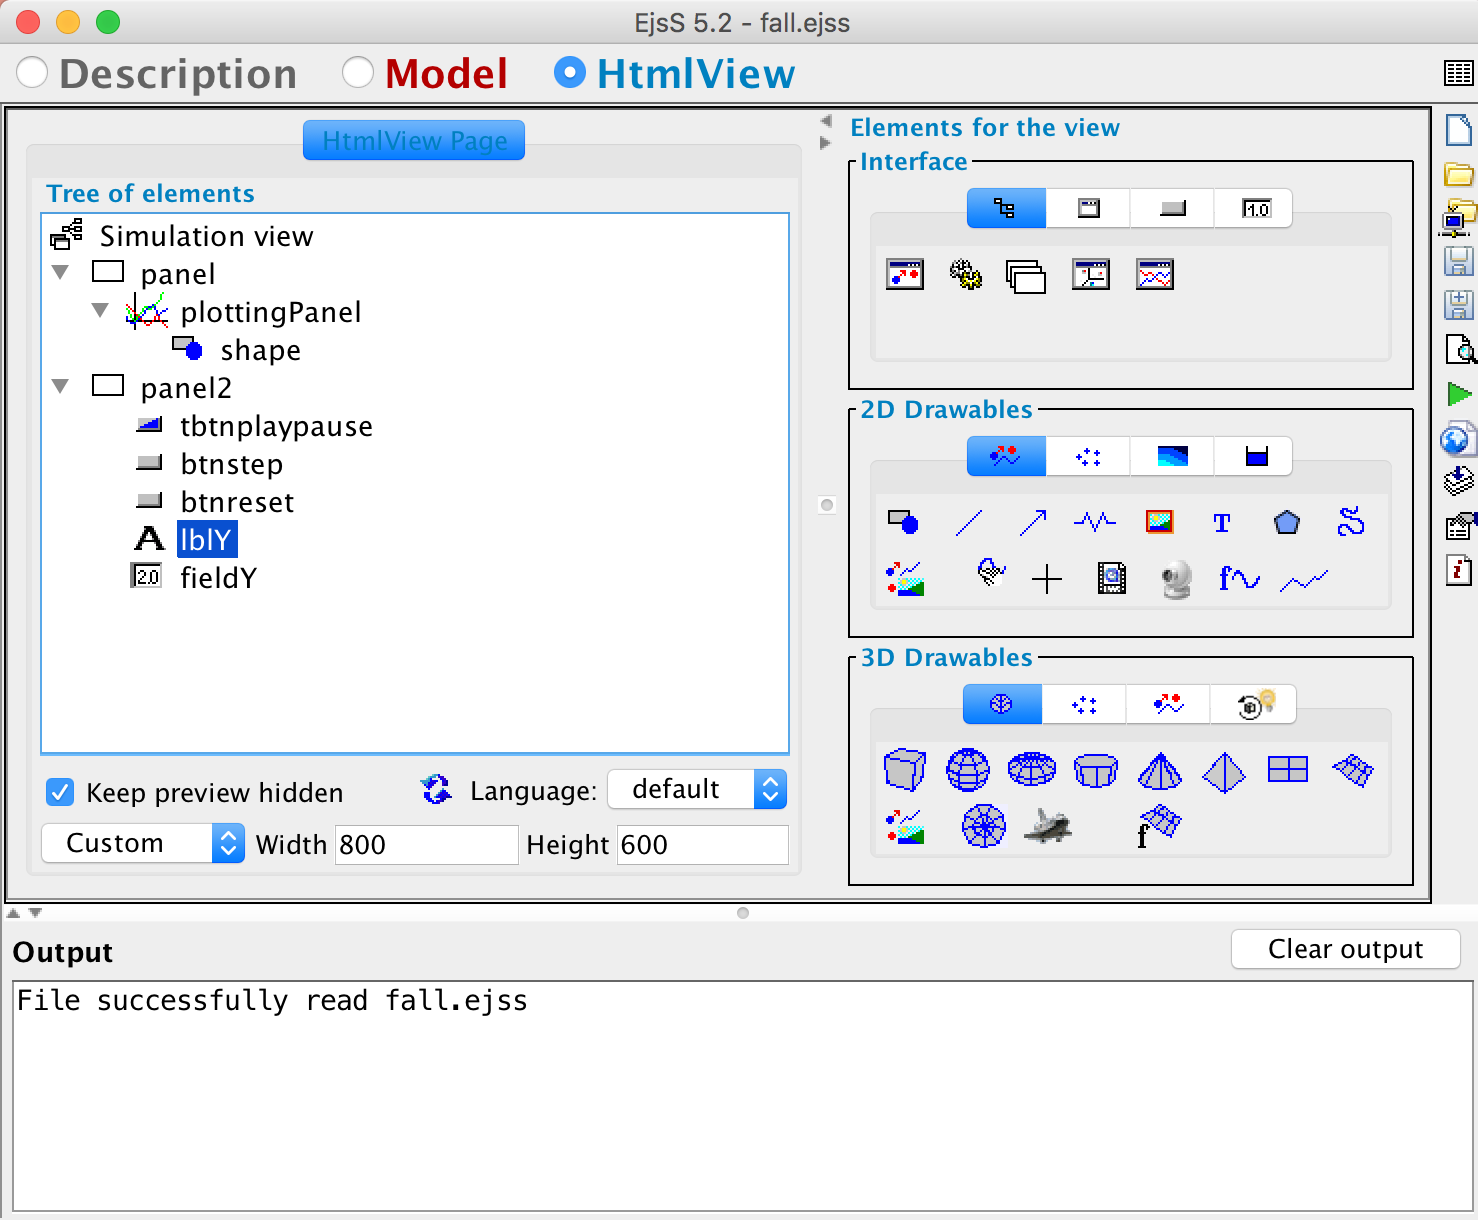 EjsS 5.2 - fall.ejss
Description Model HtmlView
HtmlView Page
Tree of elements
Simulation view
panel
plottingPanel
shape
panel2
tbtnplaypause
btnstep
btnreset
lblY
fieldY
Keep preview hidden Language: default
Custom Width 800 Height 600
Elements for the view
Interface
1.0
2D Drawables
T
f
3D Drawables
f
Output Clear output
File successfully read fall.ejss